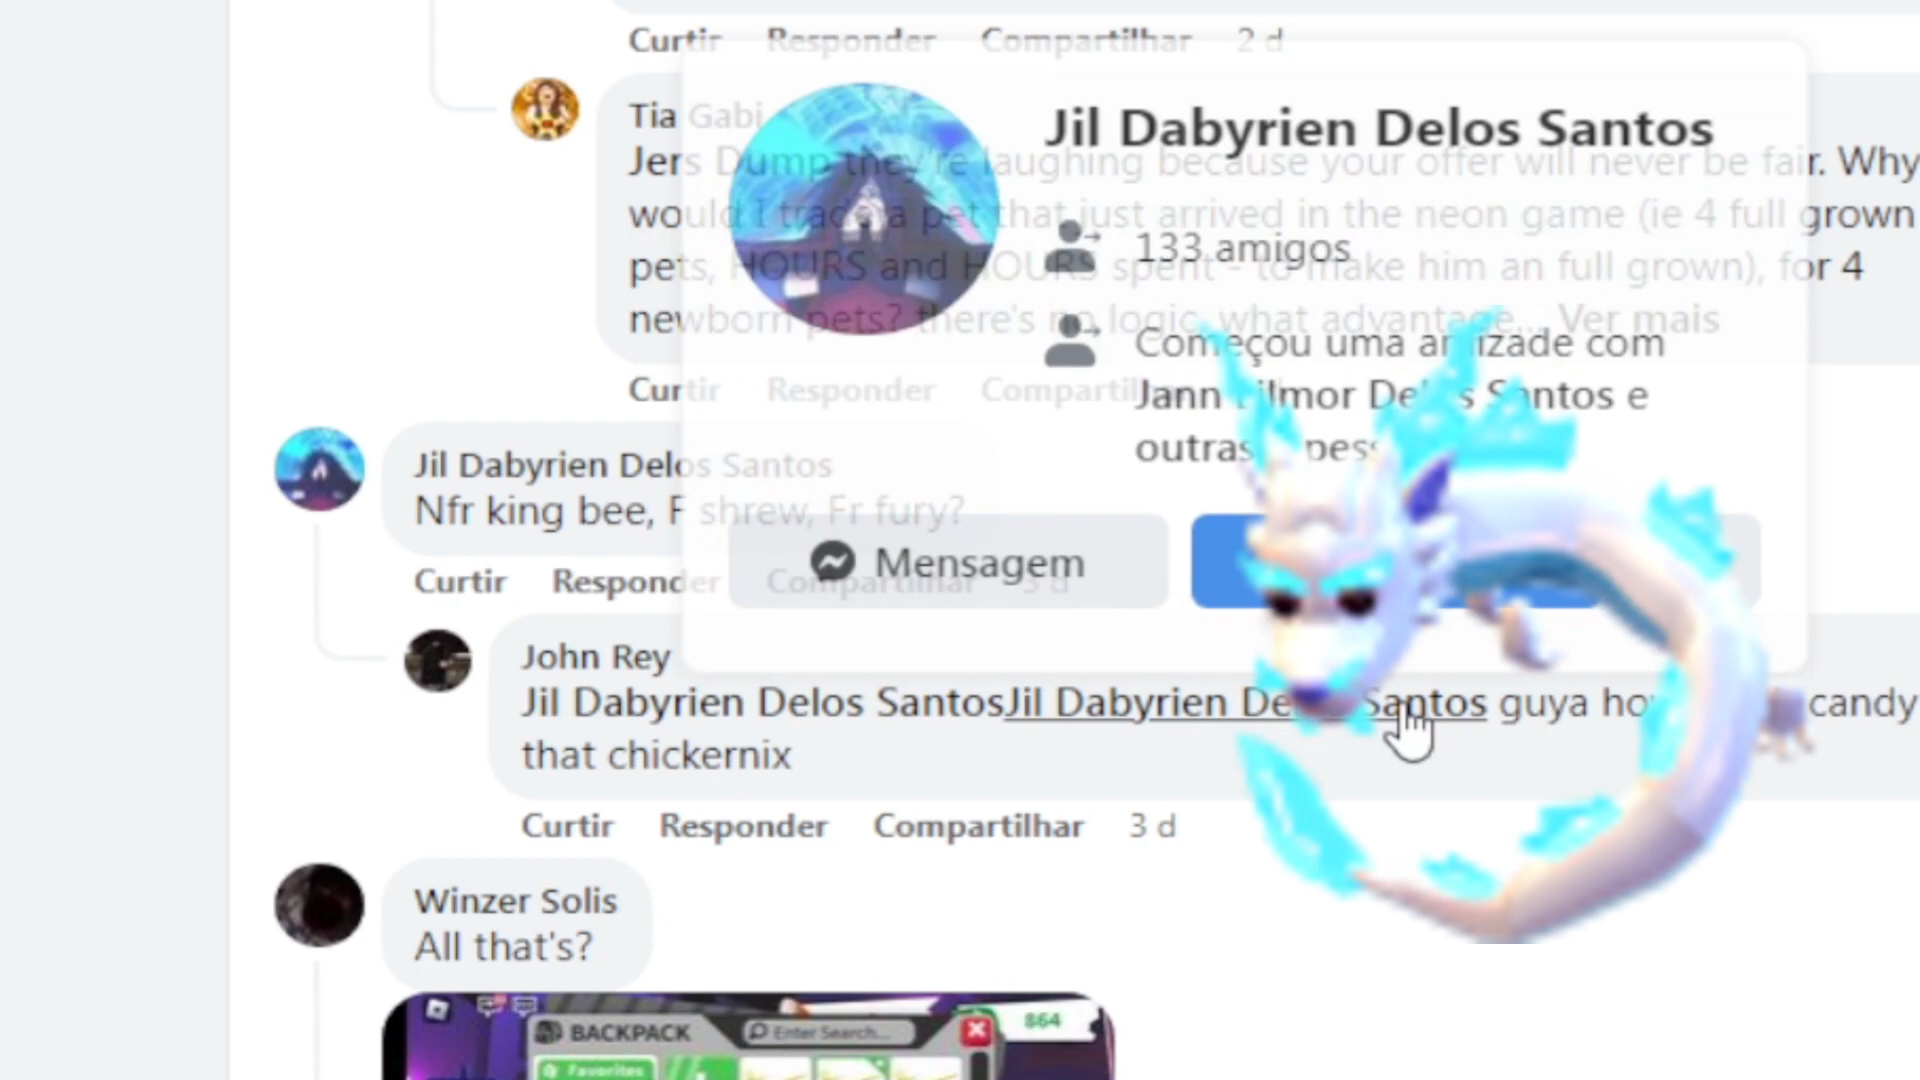 Curtir Responder Compartilhar 2 d
Tia Gabi
Jers Dump they're laughing because your offer will never be fair. Why
would I trade a pet that just arrived in the neon game (ie 4 full grown
pets, HOURS and HOURS spent - to make him an full grown), for 4
newborn pets? there's no logic, what advantage... Ver mais
Curtir Responder Compartilhar
Jil Dabyrien Delos Santos
133 amigos
Começou uma amizade com
Jann Delos Santos e
outras
Mensagem
Jil Dabyrien Delos Santos
Nfr king bee, F shrew, Fr fury?
Curtir Responder Compartilhar 3 d
John Rey
Jil Dabyrien Delos SantosJil Dabyrien Delos Santos guya candy
that chickernix
Curtir Responder Compartilhar 3 d
Winzer Solis
All that's?
BACKPACK Enter Search... 864
Favorites